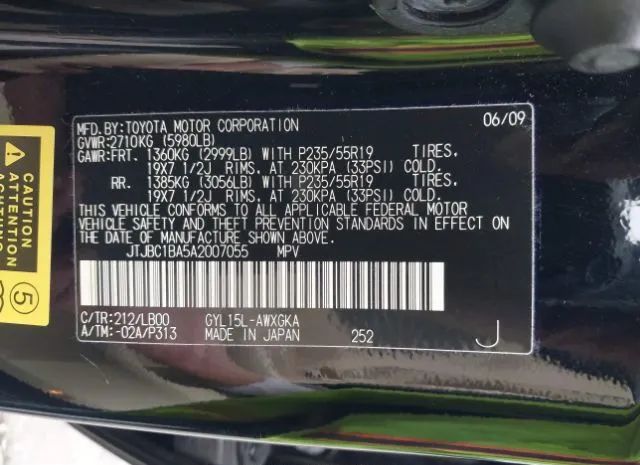 MFD.BY:TOYOTA MOTOR CORPORATION 06/09
GVWR:2710KG (5980LB)
GAWR:FRT. 1360KG (2999LB) WITH P235/55R19 TIRES.
19X7 1/2J RIMS. AT 230KPA (33PSI) COLD.
RR. 1385KG (3056LB) WITH P235/55R19 TIRES.
19X7 1/2J RIMS. AT 230KPA (33PSI) COLD.
THIS VEHICLE CONFORMS TO ALL APPLICABLE FEDERAL MOTOR
VEHICLE SAFETY AND THEFT PREVENTION STANDARDS IN EFFECT ON
THE DATE OF MANUFACTURE SHOWN ABOVE.
JTJBC1BA5A2007055 MPV
C/TR:212/LB00 GYL15L-AWXGKA
A/TM:-02A/P313 MADE IN JAPAN 252 J
CAUTION
ATTENTION
5